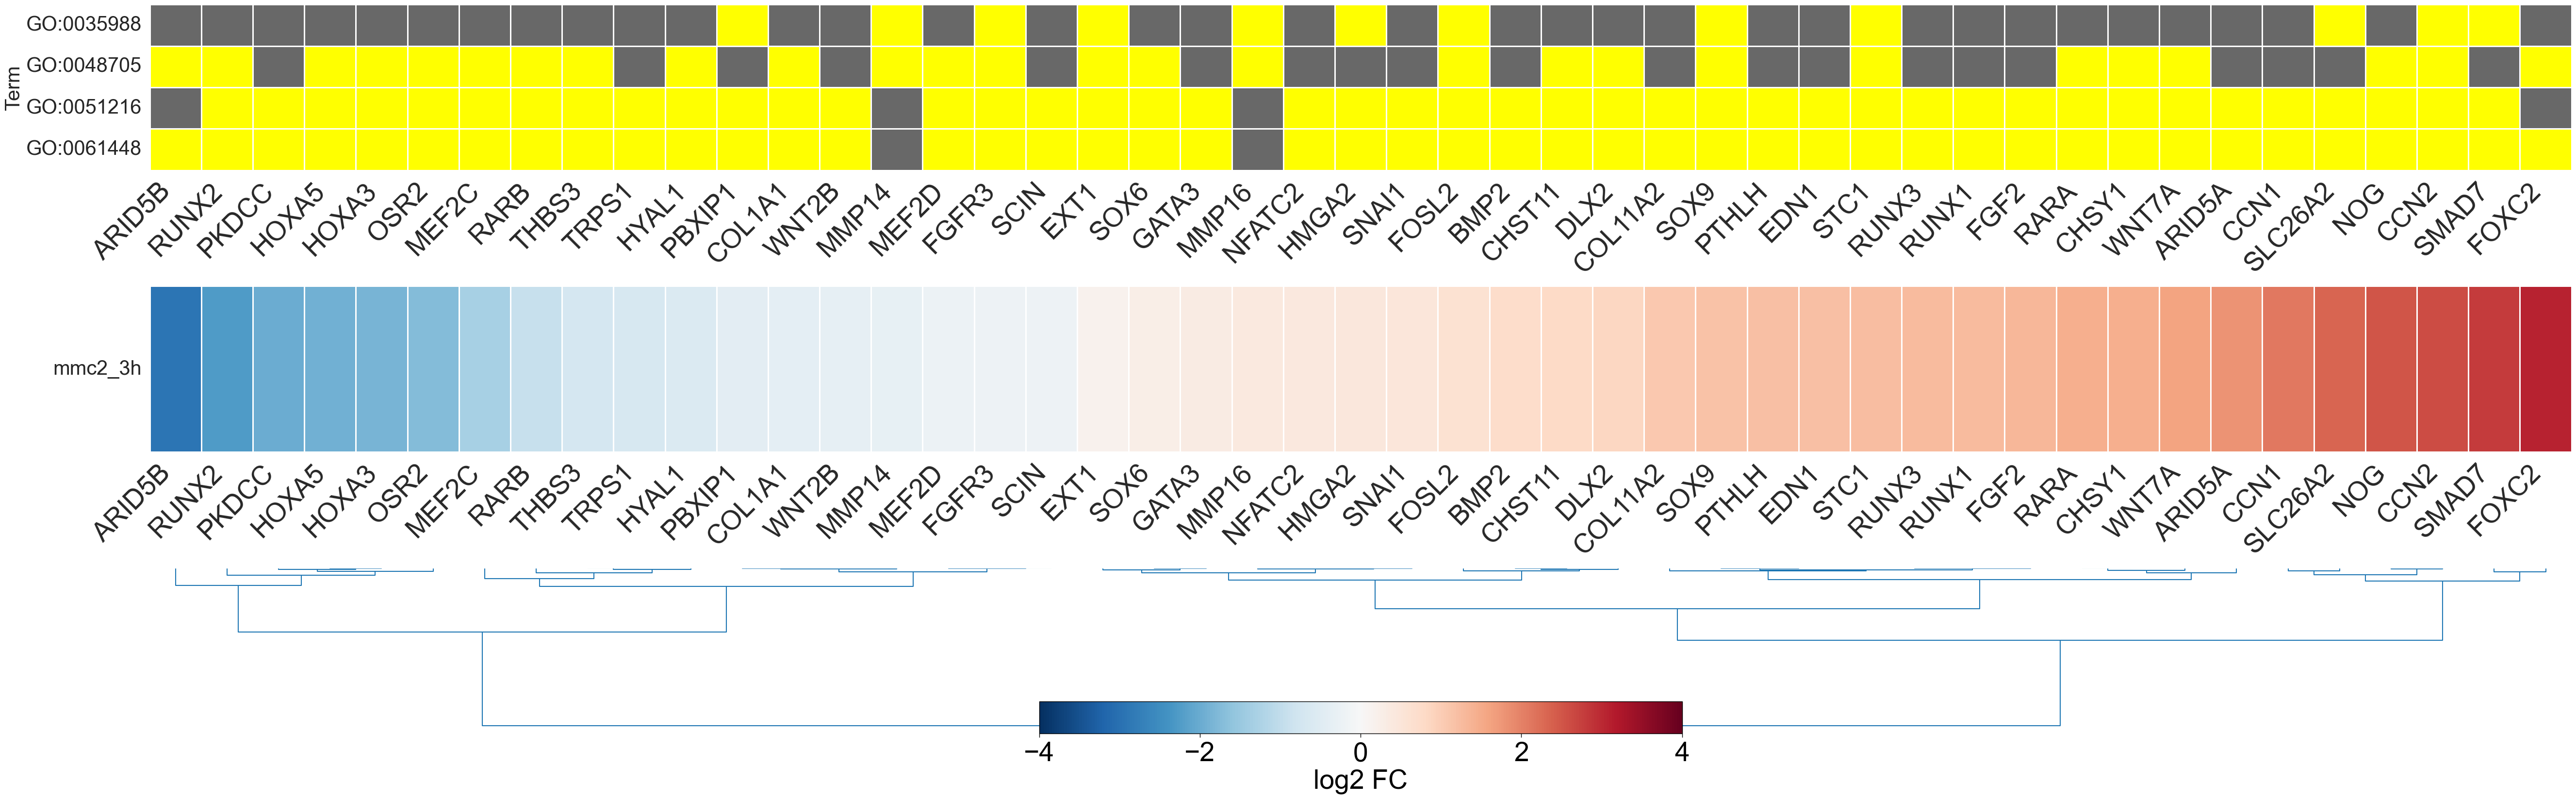 Term
GO:0035988
GO:0048705
GO:0051216
GO:0061448
ARID5B RUNX2 PKDCC HOXA5 HOXA3 OSR2 MEF2C RARB THBS3 TRPS1 HYAL1 PBXIP1 COL1A1 WNT2B MMP14 MEF2D FGFR3 SCIN EXT1 SOX6 GATA3 MMP16 NFATC2 HMGA2 SNAI1 FOSL2 BMP2 CHST11 DLX2 COL11A2 SOX9 PTHLH EDN1 STC1 RUNX3 RUNX1 FGF2 RARA CHSY1 WNT7A ARID5A CCN1 SLC26A2 NOG CCN2 SMAD7 FOXC2
mmc2_3h
ARID5B RUNX2 PKDCC HOXA5 HOXA3 OSR2 MEF2C RARB THBS3 TRPS1 HYAL1 PBXIP1 COL1A1 WNT2B MMP14 MEF2D FGFR3 SCIN EXT1 SOX6 GATA3 MMP16 NFATC2 HMGA2 SNAI1 FOSL2 BMP2 CHST11 DLX2 COL11A2 SOX9 PTHLH EDN1 STC1 RUNX3 RUNX1 FGF2 RARA CHSY1 WNT7A ARID5A CCN1 SLC26A2 NOG CCN2 SMAD7 FOXC2
−4 −2 0 2 4
log2 FC